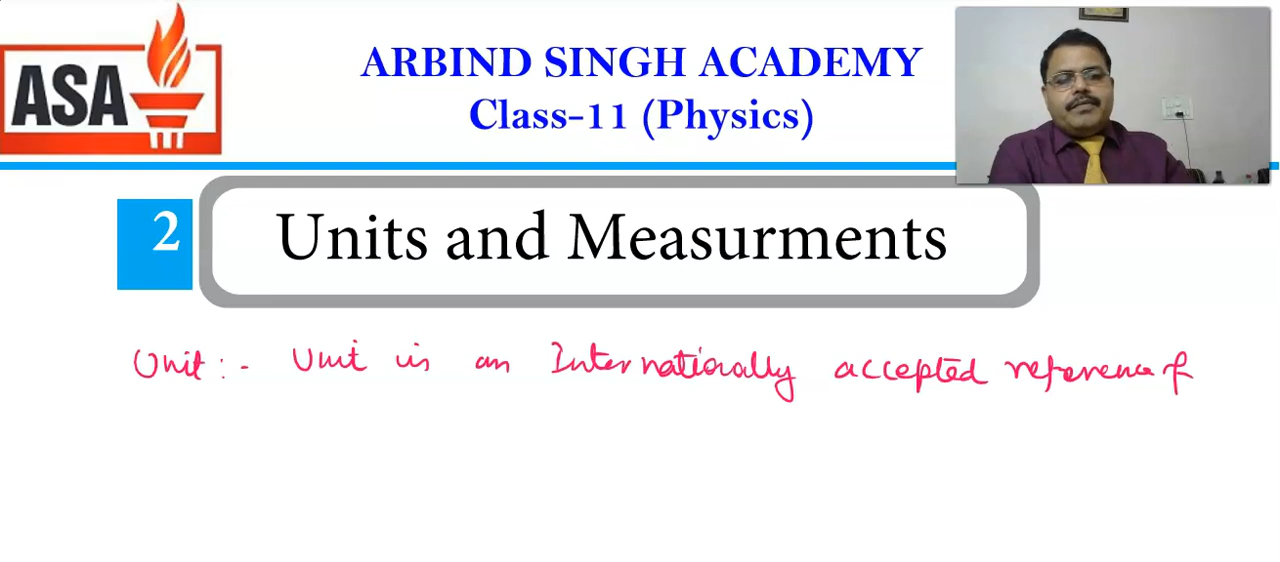 ASA
ARBIND SINGH ACADEMY
Class-11 (Physics)
2
Units and Measurments
Unit :- Unit is an Internationally accepted reference of